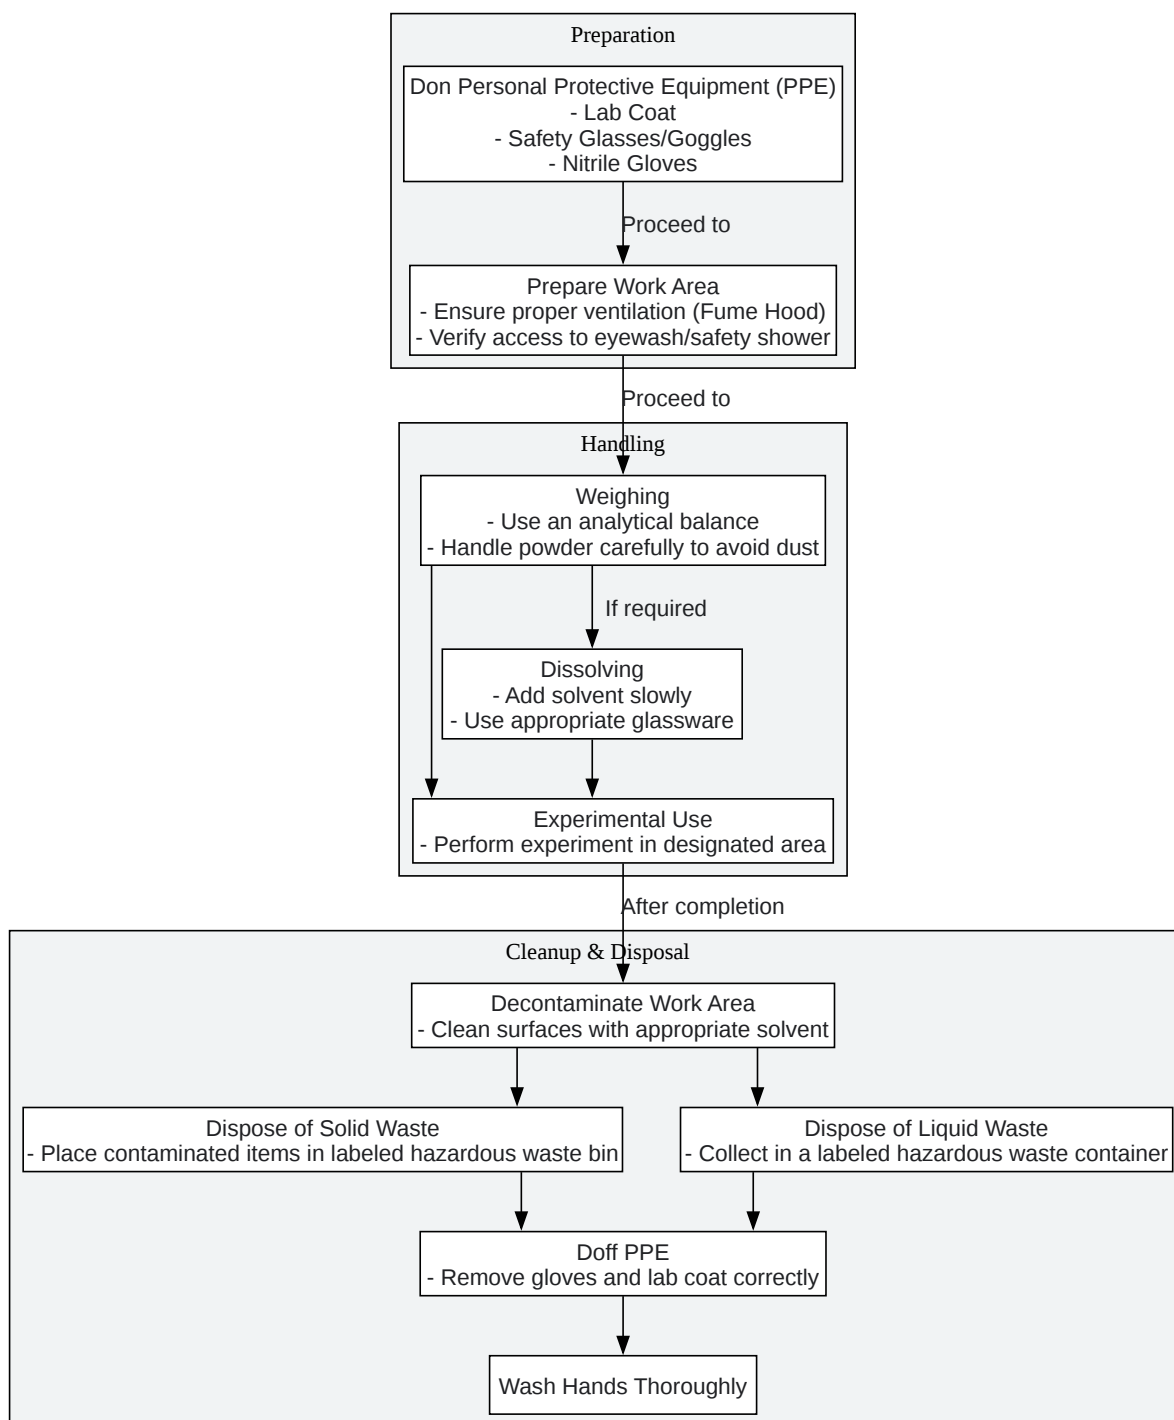 Preparation
Don Personal Protective Equipment (PPE)
- Lab Coat
- Safety Glasses/Goggles
- Nitrile Gloves
Proceed to
Prepare Work Area
- Ensure proper ventilation (Fume Hood)
- Verify access to eyewash/safety shower
Proceed to
Handling
Weighing
- Use an analytical balance
- Handle powder carefully to avoid dust
If required
Dissolving
- Add solvent slowly
- Use appropriate glassware
Experimental Use
- Perform experiment in designated area
After completion
Cleanup & Disposal
Decontaminate Work Area
- Clean surfaces with appropriate solvent
Dispose of Solid Waste
- Place contaminated items in labeled hazardous waste bin
Dispose of Liquid Waste
- Collect in a labeled hazardous waste container
Doff PPE
- Remove gloves and lab coat correctly
Wash Hands Thoroughly